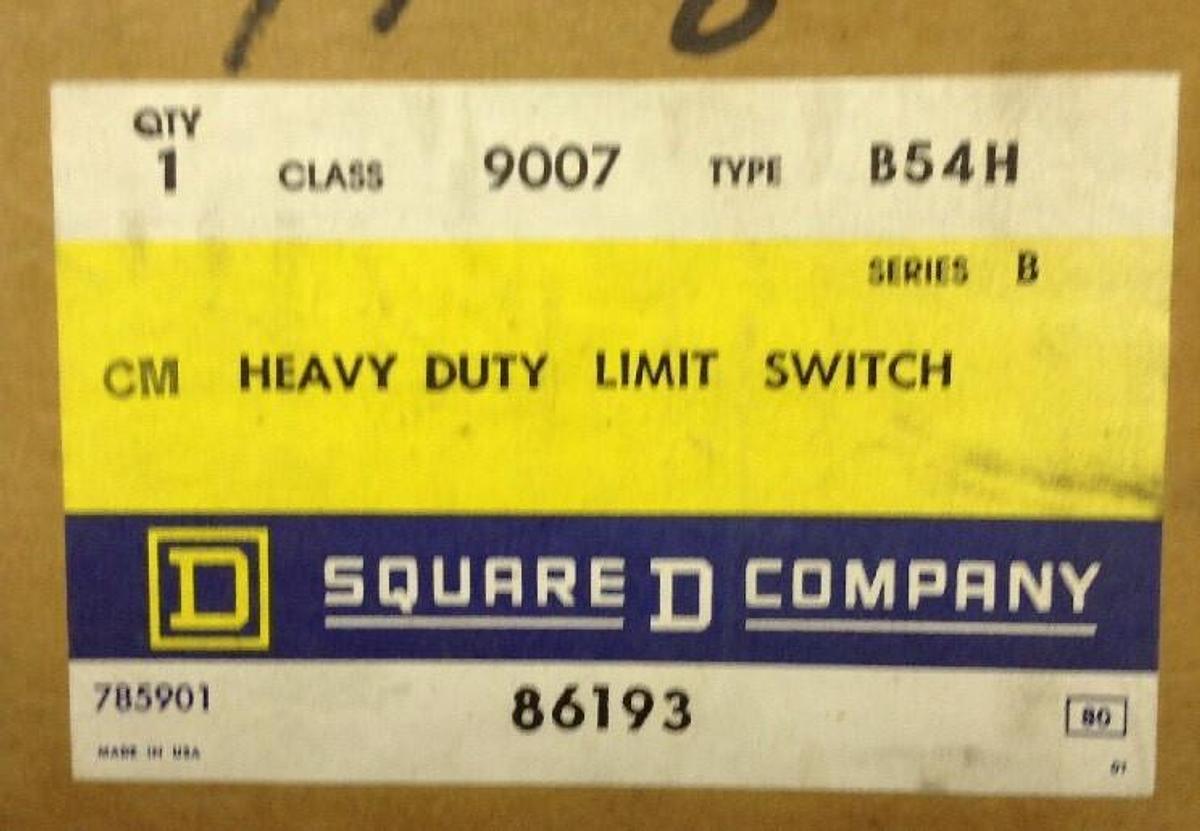 QTY
1 CLASS 9007 TYPE B54H
SERIES B
CM HEAVY DUTY LIMIT SWITCH
D SQUARE D COMPANY
785901 86193 80
MADE IN USA